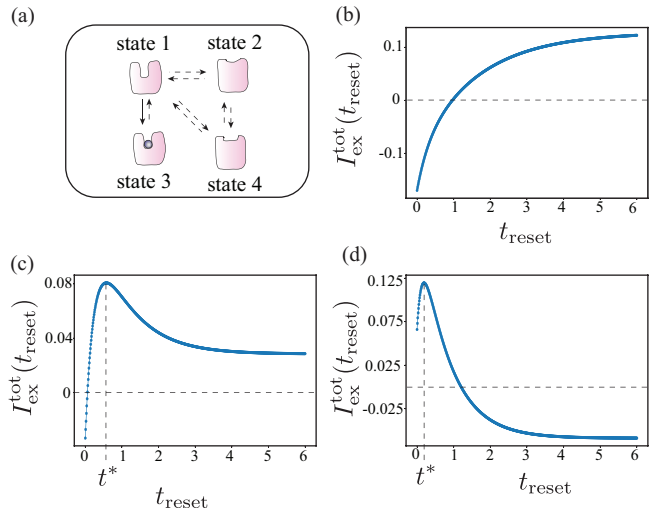 (a)
state 1 state 2
state 3 state 4
(b)
I_ex^tot(t_reset)
0.1
0
-0.1
0 1 2 3 4 5 6
t_reset
(c)
I_ex^tot(t_reset)
0.08
0.04
0
0 1 2 3 4 5 6
t* t_reset
(d)
I_ex^tot(t_reset)
0.125
0.075
0.025
-0.025
0 1 2 3 4 5 6
t* t_reset